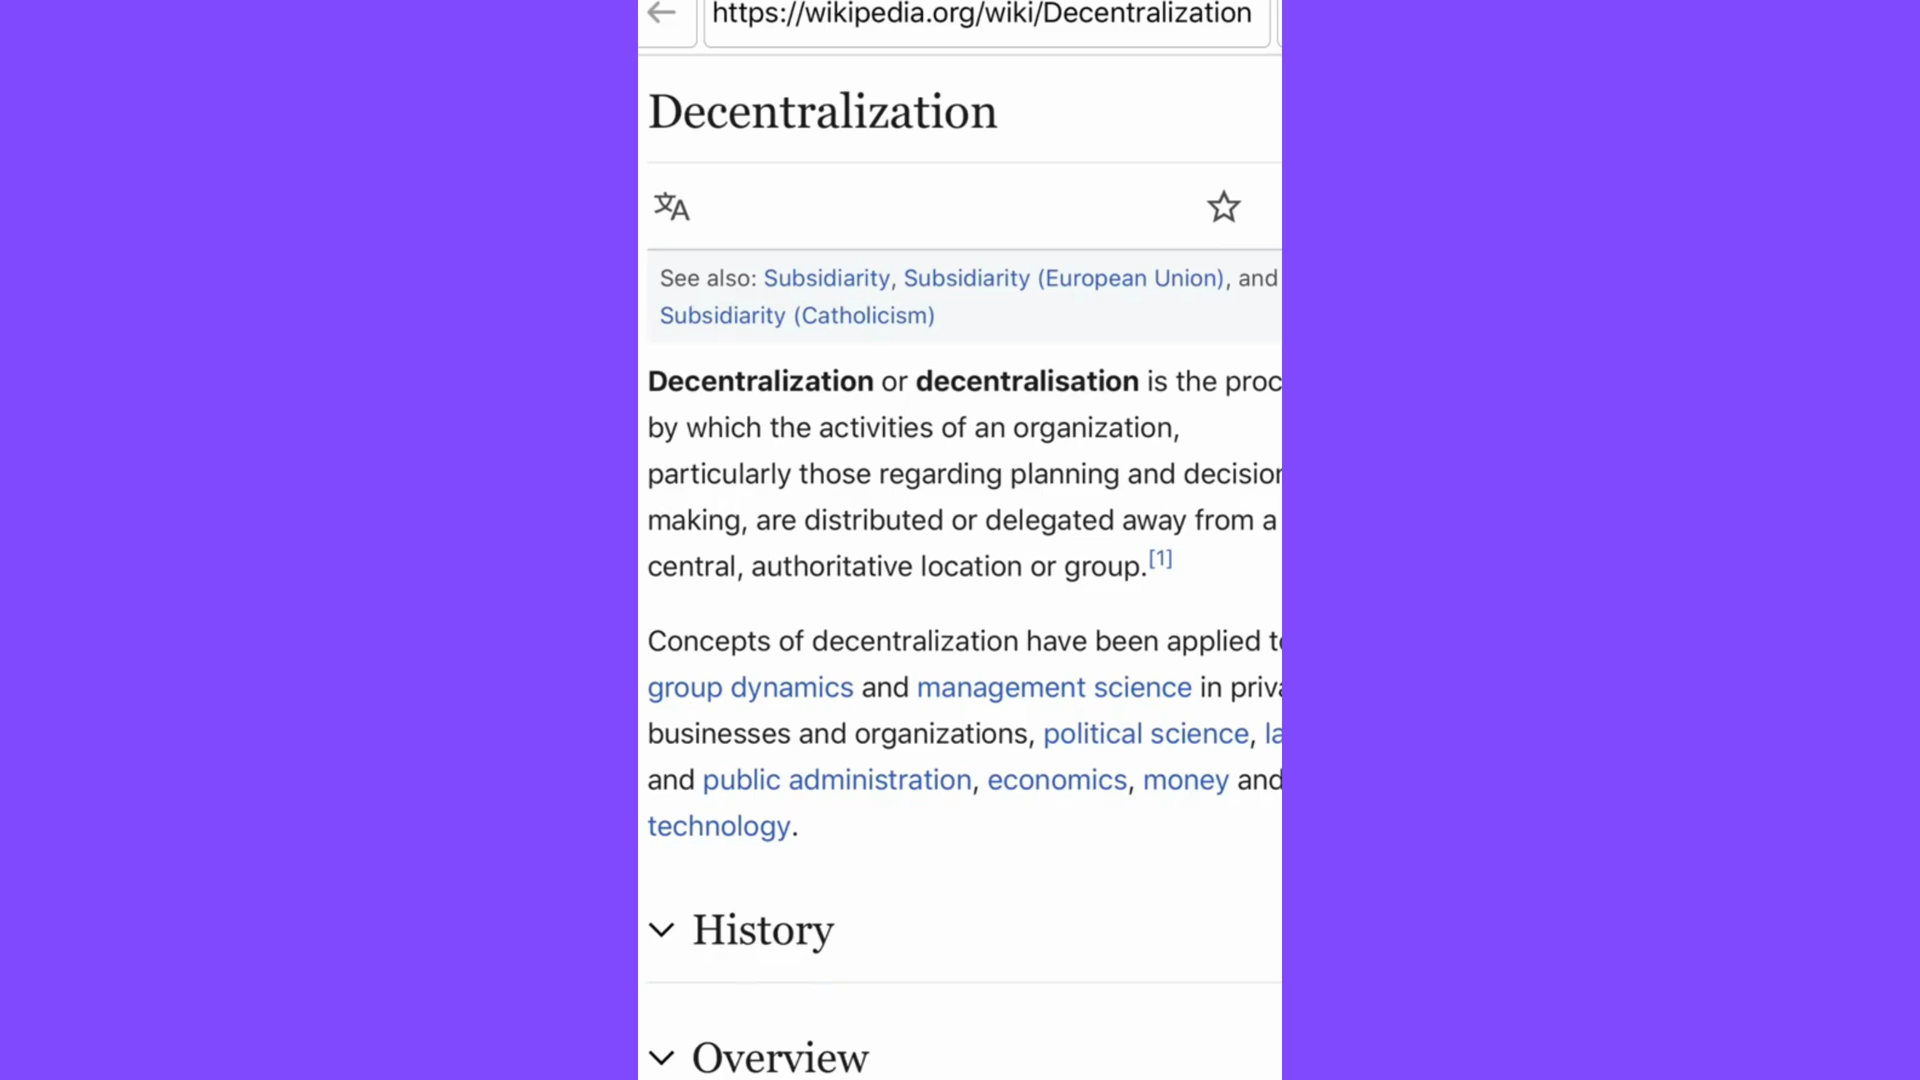 https://wikipedia.org/wiki/Decentralization
Decentralization
See also: Subsidiarity, Subsidiarity (European Union), and
Subsidiarity (Catholicism)
Decentralization or decentralisation is the proc
by which the activities of an organization,
particularly those regarding planning and decision
making, are distributed or delegated away from a
central, authoritative location or group.[1]
Concepts of decentralization have been applied to
group dynamics and management science in priva
businesses and organizations, political science, la
and public administration, economics, money and
technology.
History
Overview